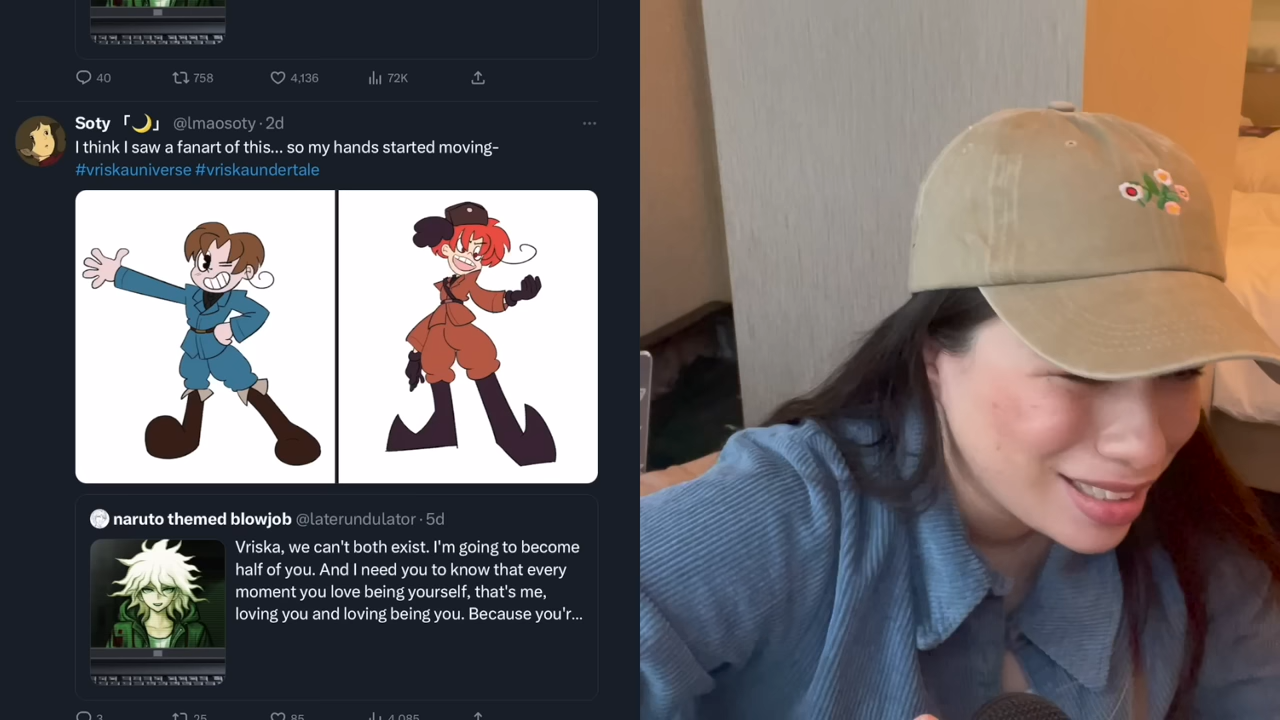 40 758 4,136 72K
Soty 「🌙」 @lmaosoty · 2d
I think I saw a fanart of this... so my hands started moving-
#vriskauniverse #vriskaundertale
naruto themed blowjob @laterundulator · 5d
Vriska, we can't both exist. I'm going to become
half of you. And I need you to know that every
moment you love being yourself, that's me,
loving you and loving being you. Because you'r...
3 25 85 4,085